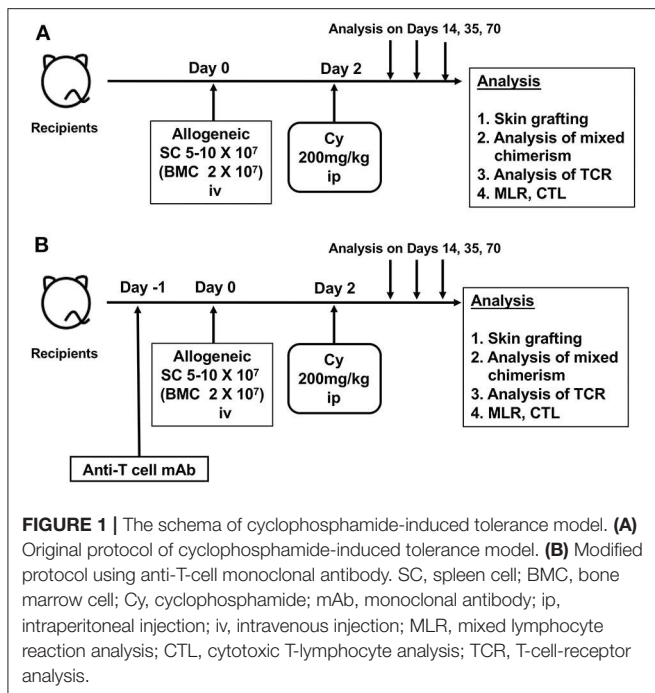 A
Analysis on Days 14, 35, 70
Day 0
Day 2
Recipients
Allogeneic
SC 5-10 X 10⁷
(BMC 2 X 10⁷)
iv
Cy
200mg/kg
ip
Analysis
1. Skin grafting
2. Analysis of mixed
chimerism
3. Analysis of TCR
4. MLR, CTL
B
Analysis on Days 14, 35, 70
Day -1
Day 0
Day 2
Recipients
Allogeneic
SC 5-10 X 10⁷
(BMC 2 X 10⁷)
iv
Cy
200mg/kg
ip
Analysis
1. Skin grafting
2. Analysis of mixed
chimerism
3. Analysis of TCR
4. MLR, CTL
Anti-T cell mAb
FIGURE 1 | The schema of cyclophosphamide-induced tolerance model. (A)
Original protocol of cyclophosphamide-induced tolerance model. (B) Modified
protocol using anti-T-cell monoclonal antibody. SC, spleen cell; BMC, bone
marrow cell; Cy, cyclophosphamide; mAb, monoclonal antibody; ip,
intraperitoneal injection; iv, intravenous injection; MLR, mixed lymphocyte
reaction analysis; CTL, cytotoxic T-lymphocyte analysis; TCR, T-cell-receptor
analysis.